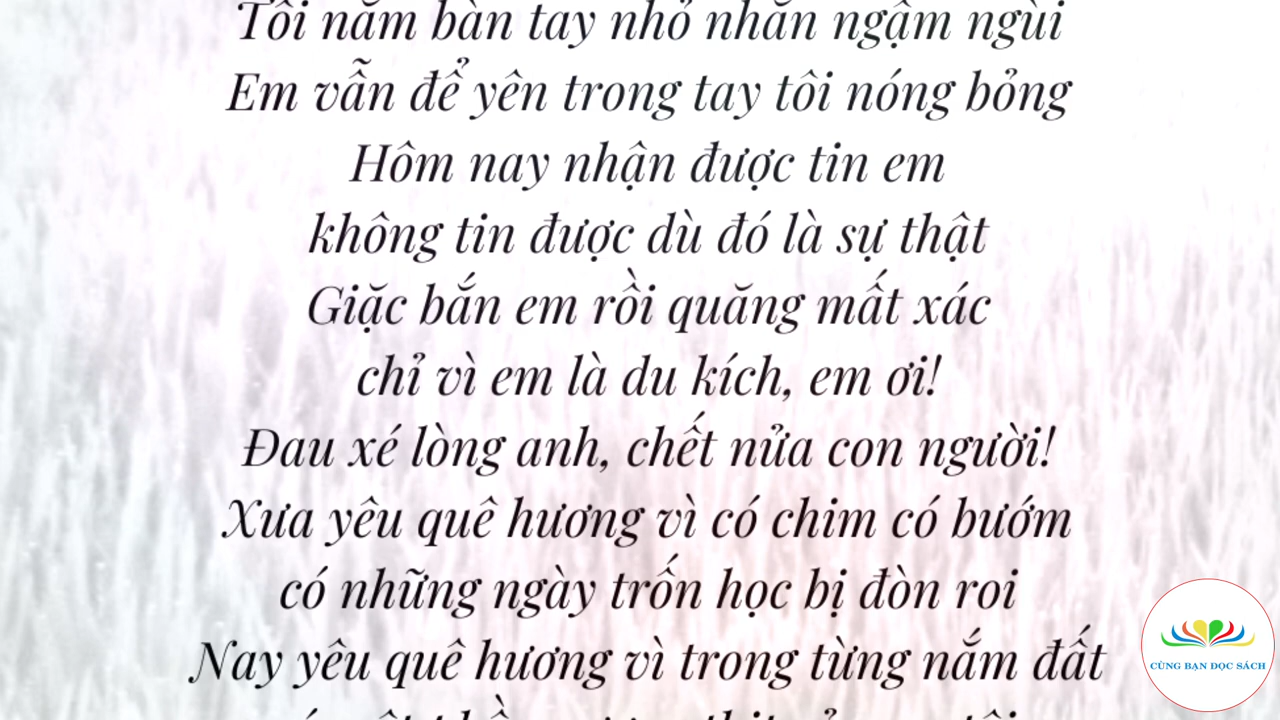 Tôi nắm bàn tay nhỏ nhắn ngậm ngùi
Em vẫn để yên trong tay tôi nóng bỏng
Hôm nay nhận được tin em
không tin được dù đó là sự thật
Giặc bắn em rồi quăng mất xác
chỉ vì em là du kích, em ơi!
Đau xé lòng anh, chết nửa con người!
Xưa yêu quê hương vì có chim có bướm
có những ngày trốn học bị đòn roi
Nay yêu quê hương vì trong từng nắm đất
CÙNG BẠN ĐỌC SÁCH